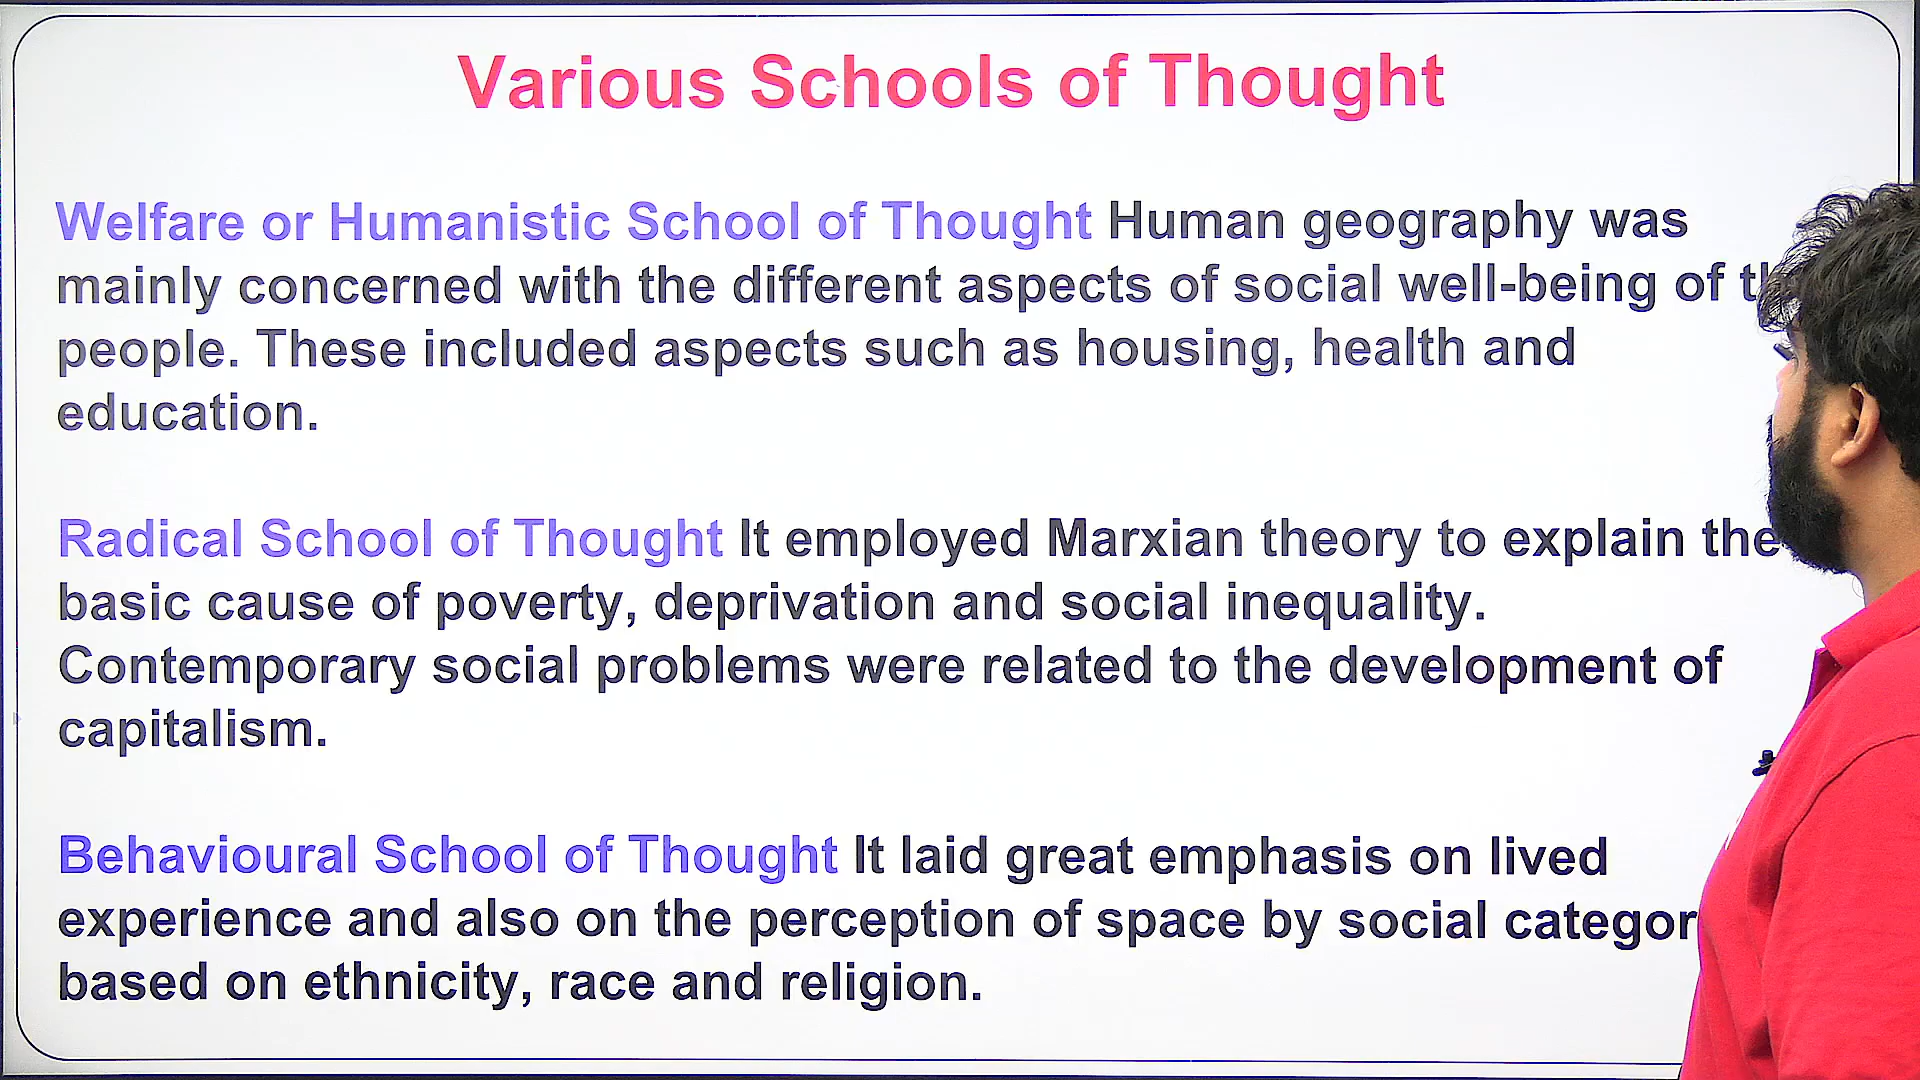 Various Schools of Thought
Welfare or Humanistic School of Thought Human geography was
mainly concerned with the different aspects of social well-being of
people. These included aspects such as housing, health and
education.
Radical School of Thought It employed Marxian theory to explain the
basic cause of poverty, deprivation and social inequality.
Contemporary social problems were related to the development of
capitalism.
Behavioural School of Thought It laid great emphasis on lived
experience and also on the perception of space by social
based on ethnicity, race and religion.